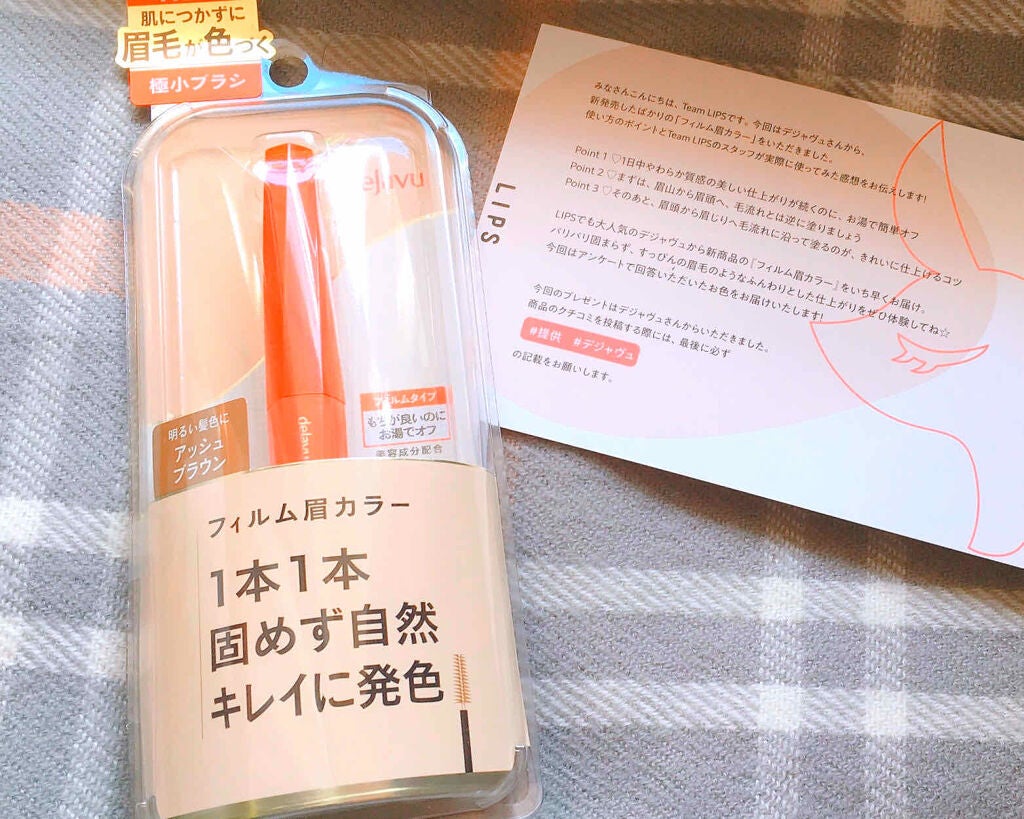 肌につかずに
眉毛が色づく
極小ブラシ
dejavu
明るい髪色に
アッシュ
ブラウン
フィルムタイプ
もちが良いのに
お湯でオフ
美容成分配合
フィルム眉カラー
1本1本
固めず自然
キレイに発色
LIPS
みなさんこんにちは、Team LIPSです。今回はデジャヴュさんから、
新発売したばかりの「フィルム眉カラー」をいただきました。
使い方のポイントとTeam LIPSのスタッフが実際に使ってみた感想をお伝えします!
Point 1 ♡1日中やわらか質感の美しい仕上がりが続くのに、お湯で簡単オフ
Point 2 ♡まずは、眉山から眉頭へ、毛流れとは逆に塗りましょう
Point 3 ♡そのあと、眉頭から眉じりへ毛流れに沿って塗るのが、きれいに仕上げるコツ
LIPSでも大人気のデジャヴュから新商品の『フィルム眉カラー』をいち早くお届け。
バリバリ固まらず、すっぴんの眉毛のようなふんわりとした仕上がりをぜひ体験してね☆
今回はアンケートで回答いただいたお色をお届けいたします!
今回のプレゼントはデジャヴュさんからいただきました。
商品のクチコミを投稿する際には、最後に必ず
#提供 #デジャヴュ
の記載をお願いします。